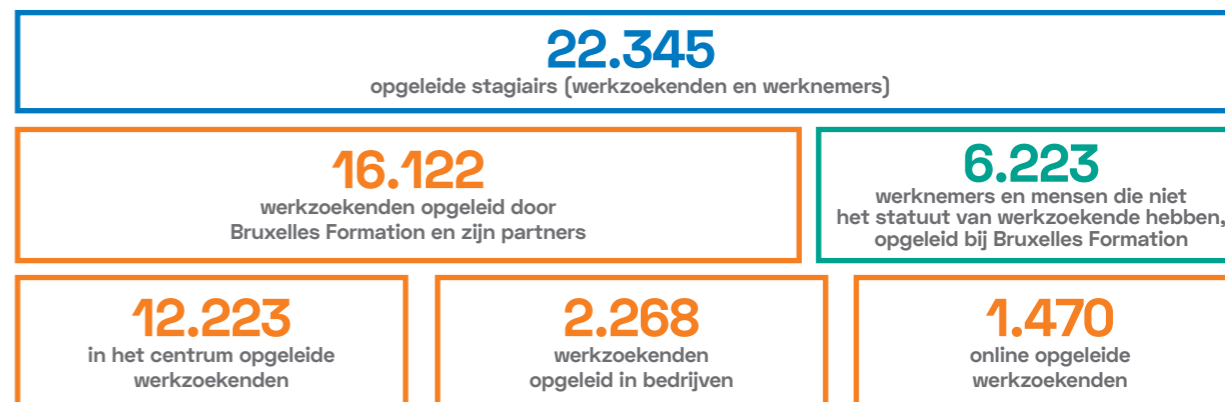 22.345
opgeleide stagiairs (werkzoekenden en werknemers)
16.122
werkzoekenden opgeleid door
Bruxelles Formation en zijn partners
6.223
werknemers en mensen die niet
het statuut van werkzoekende hebben,
opgeleid bij Bruxelles Formation
12.223
in het centrum opgeleide
werkzoekenden
2.268
werkzoekenden
opgeleid in bedrijven
1.470
online opgeleide
werkzoekenden